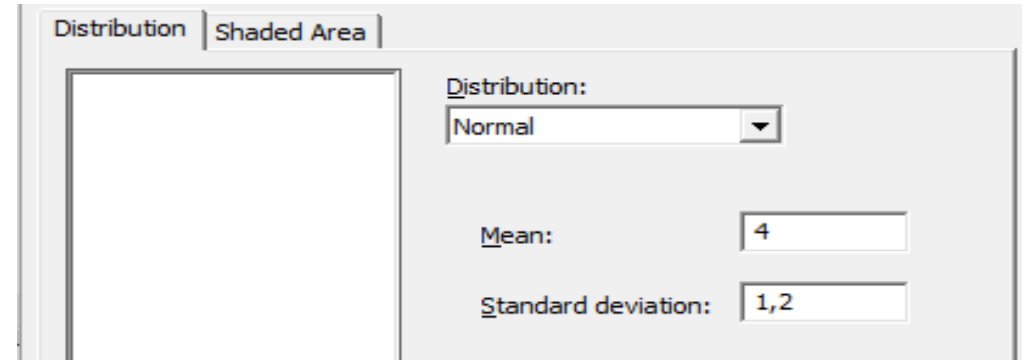 Distribution Shaded Area
Distribution:
Normal
Mean: 4
Standard deviation: 1,2